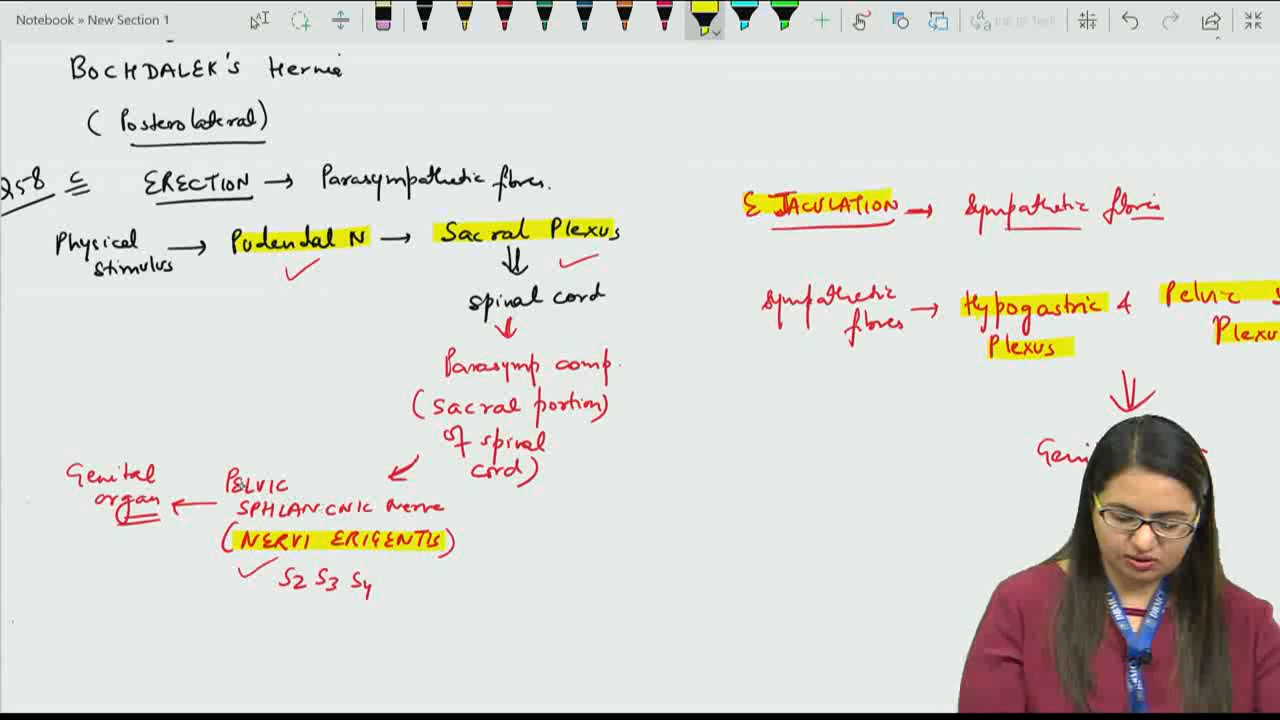 Notebook » New Section 1
BOCHDALEK's Hernia
(Posterolateral)
258 c ERECTION → Parasympathetic fibres.
Physical stimulus → Pudendal N → Sacral Plexus
spinal cord
Parasymp comp.
(sacral portion)
of spinal
cord)
PELVIC
SPHLANCNIC Nerve
(NERVI ERIGENTIS)
S2 S3 S4
Genital
organ
EJACULATION → Sympathetic fibres
Sympathetic
fibres → Hypogastric & Pelvic
Plexus
Plexus